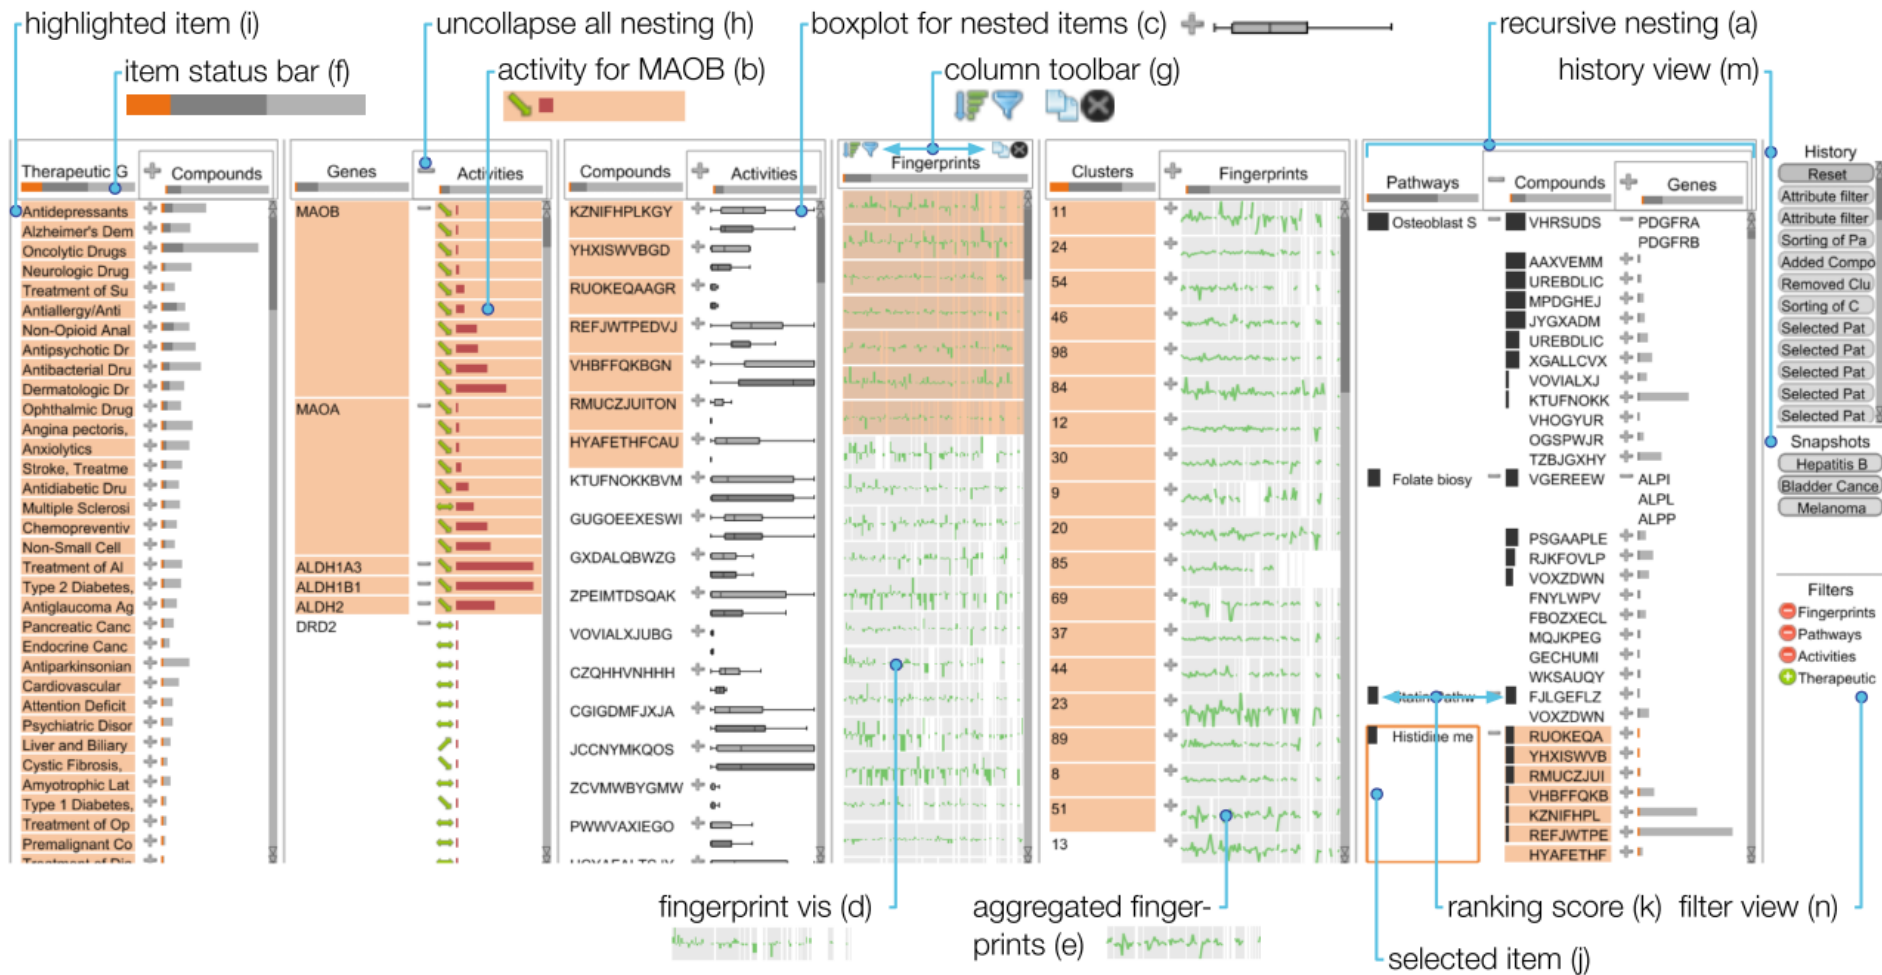 highlighted item (i)
uncollapse all nesting (h)
boxplot for nested items (c)
recursive nesting (a)
item status bar (f)
activity for MAOB (b)
column toolbar (g)
history view (m)
Therapeutic G
Compounds
Antidepressants
Alzheimer's Dem
Oncolytic Drugs
Neurologic Drug
Treatment of Su
Antiallergy/Anti
Non-Opioid Anal
Antipsychotic Dr
Antibacterial Dru
Dermatologic Dr
Ophthalmic Drug
Angina pectoris,
Anxiolytics
Stroke, Treatme
Antidiabetic Dru
Multiple Sclerosi
Chemopreventiv
Non-Small Cell
Treatment of Al
Type 2 Diabetes,
Antiglaucoma Ag
Pancreatic Canc
Endocrine Canc
Antiparkinsonian
Cardiovascular
Attention Deficit
Psychiatric Disor
Liver and Biliary
Cystic Fibrosis,
Amyotrophic Lat
Type 1 Diabetes,
Treatment of Op
Premalignant Co
Genes
Activities
MAOB
MAOA
ALDH1A3
ALDH1B1
ALDH2
DRD2
Compounds
Activities
KZNIFHPLKGY
YHXISWVBGD
RUOKEQAAGR
REFJWTPEDVJ
VHBFFQKBGN
RMUCZJUITON
HYAFETHFCAU
KTUFNOKKBVM
GUGOEEXESWI
GXDALQBWZG
ZPEIMTDSQAK
VOVIALXJUBG
CZQHHVNHHH
CGIGDMFJXJA
JCCNYMKQOS
ZCVMWBYGMW
PWWVAXIEGO
Fingerprints
Clusters
Fingerprints
11
24
54
46
98
84
12
30
9
20
85
69
37
44
23
89
8
51
13
Pathways
Compounds
Genes
Osteoblast S
VHRSUDS
PDGFRA
PDGFRB
AAXVEMM
UREBDLIC
MPDGHEJ
JYGXADM
UREBDLIC
XGALLCVX
VOVIALXJ
KTUFNOKK
VHOGYUR
OGSPWJR
TZBJGXHY
Folate biosy
VGEREEW
ALPI
ALPL
ALPP
PSGAAPLE
RJKFOVLP
VOXZDWN
FNYLWPV
FBOZXECL
MQJKPEG
GECHUMI
WKSAUQY
FJLGEFLZ
VOXZDWN
Histidine me
RUOKEQA
YHXISWVB
RMUCZJUI
VHBFFQKB
KZNIFHPL
REFJWTPE
HYAFETHF
History
Reset
Attribute filter
Attribute filter
Sorting of Pa
Added Compo
Removed Clu
Sorting of C
Selected Pat
Selected Pat
Selected Pat
Selected Pat
Selected Pat
Snapshots
Hepatitis B
Bladder Cance
Melanoma
Filters
Fingerprints
Pathways
Activities
Therapeutic
fingerprint vis (d)
aggregated finger-
prints (e)
ranking score (k)
filter view (n)
selected item (j)